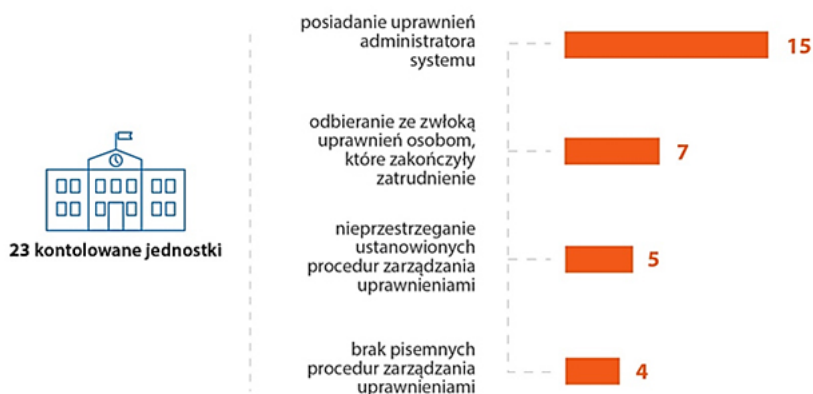 posiadanie uprawnień
administratora
systemu
15
odbieranie ze zwłoką
uprawnień osobom,
które zakończyły
zatrudnienie
7
23 kontolowane jednostki
nieprzestrzeganie
ustanowionych
procedur zarządzania
uprawnieniami
5
brak pisemnych
procedur zarządzania
uprawnieniami
4